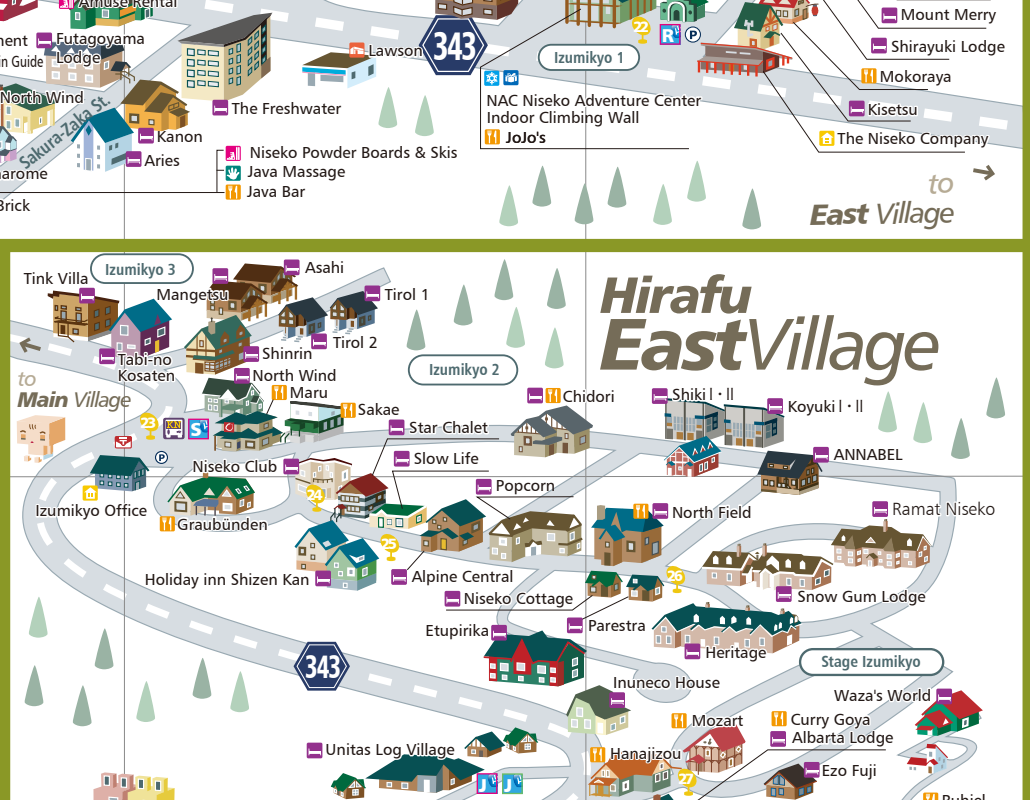 Amuse Rental
Futagoyama
Lodge
in Guide
North Wind
Sakura-Zaka St.
Kanon
Aries
The Freshwater
Lawson
343
22
R
P
Izumikyo 1
NAC Niseko Adventure Center
Indoor Climbing Wall
JoJo's
Mount Merry
Shirayuki Lodge
Mokoraya
Kisetsu
The Niseko Company
Niseko Powder Boards & Skis
Java Massage
Java Bar
Brick
to
East Village
Hirafu
East Village
Izumikyo 3
Tink Villa
Mangetsu
Asahi
Tirol 1
Tirol 2
Tabi-no
Kosaten
Shinrin
North Wind
to
Main Village
Izumikyo 2
Maru
Sakae
23
KN
S
P
Star Chalet
Chidori
Shiki I・II
Koyuki I・II
Niseko Club
Slow Life
ANNABEL
24
Popcorn
Izumikyo Office
Graubünden
North Field
Ramat Niseko
25
Holiday inn Shizen Kan
Alpine Central
26
Niseko Cottage
Snow Gum Lodge
Etupirika
Parestra
Heritage
343
Stage Izumikyo
Inuneco House
Waza's World
Mozart
Curry Goya
Albarta Lodge
Unitas Log Village
Hanajizou
27
Ezo Fuji
J
J